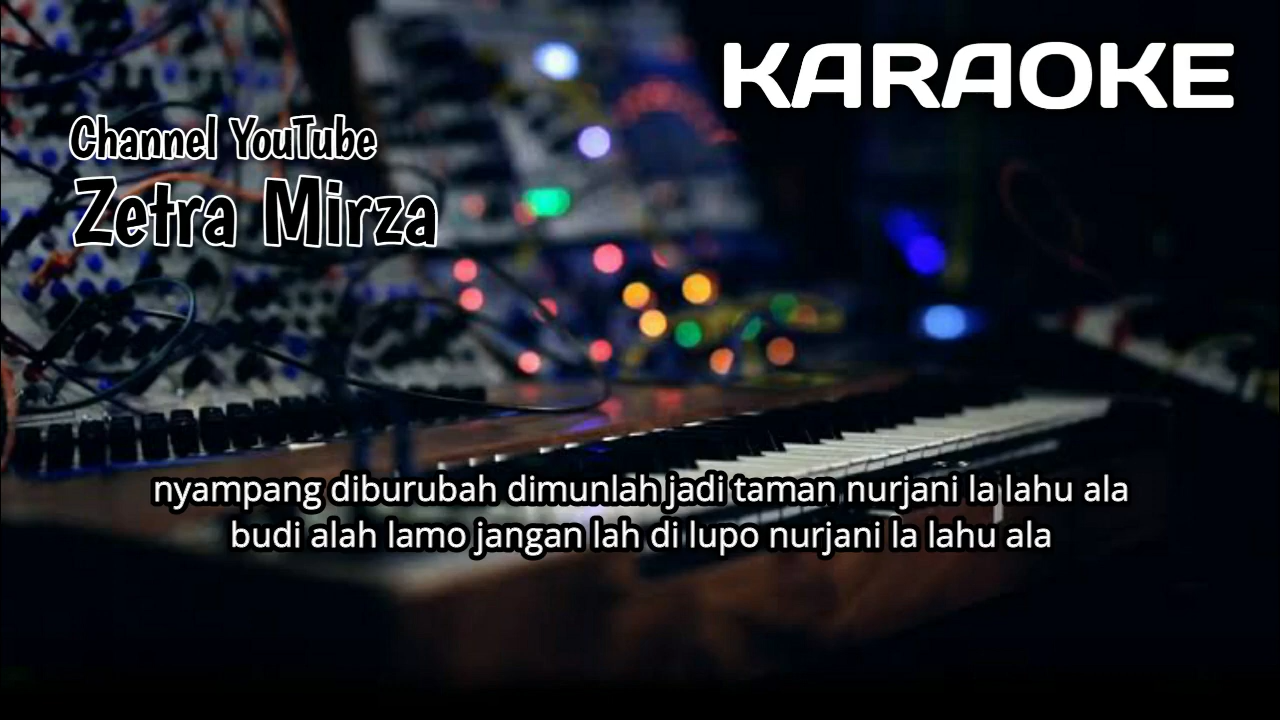 KARAOKE
Channel YouTube
Zetra Mirza
nyampang diburubah dimunlah jadi taman nurjani la lahu ala
budi alah lamo jangan lah di lupo nurjani la lahu ala